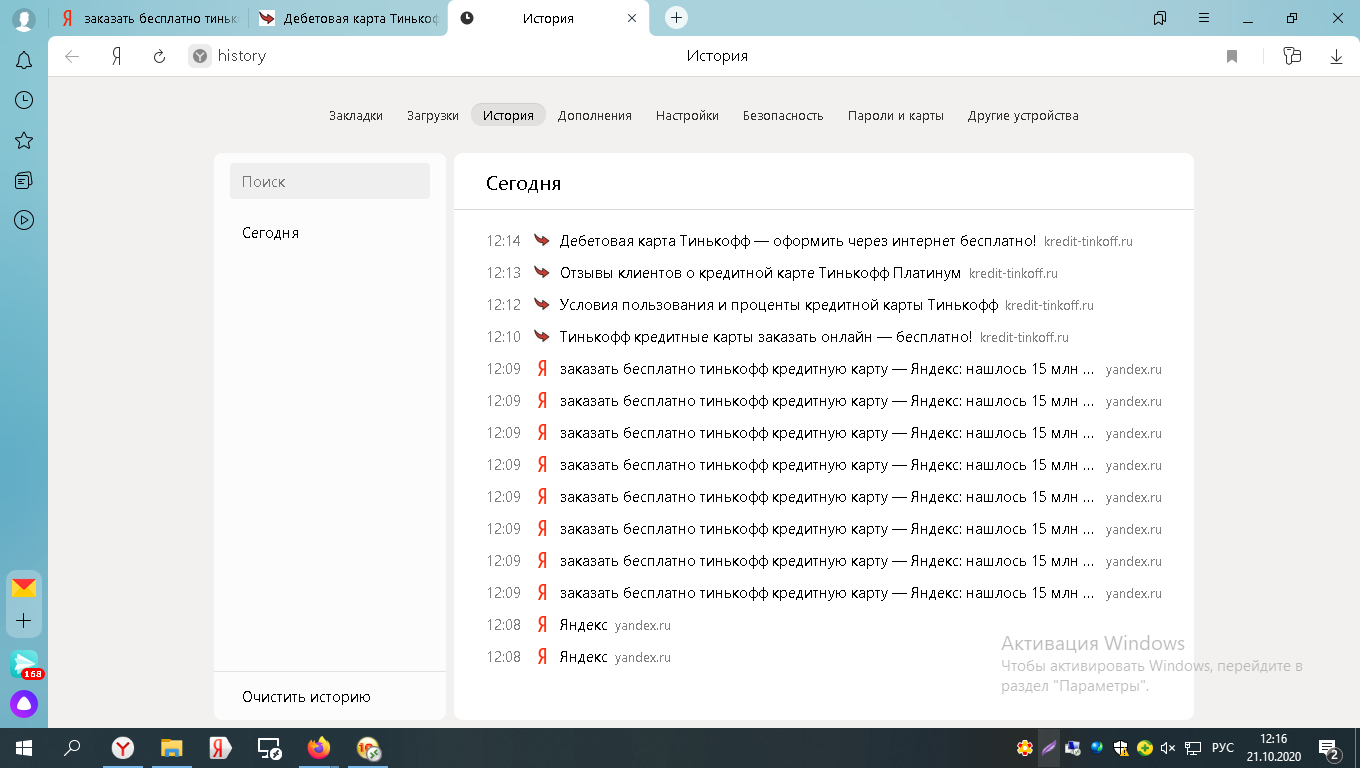 заказать бесплатно тиньк
Дебетовая карта Тинькоф
История
history
История
Закладки Загрузки История Дополнения Настройки Безопасность Пароли и карты Другие устройства
Поиск
Сегодня
Очистить историю
Сегодня
12:14 Дебетовая карта Тинькофф — оформить через интернет бесплатно! kredit-tinkoff.ru
12:13 Отзывы клиентов о кредитной карте Тинькофф Платинум kredit-tinkoff.ru
12:12 Условия пользования и проценты кредитной карты Тинькофф kredit-tinkoff.ru
12:10 Тинькофф кредитные карты заказать онлайн — бесплатно! kredit-tinkoff.ru
12:09 заказать бесплатно тинькофф кредитную карту — Яндекс: нашлось 15 млн ... yandex.ru
12:09 заказать бесплатно тинькофф кредитную карту — Яндекс: нашлось 15 млн ... yandex.ru
12:09 заказать бесплатно тинькофф кредитную карту — Яндекс: нашлось 15 млн ... yandex.ru
12:09 заказать бесплатно тинькофф кредитную карту — Яндекс: нашлось 15 млн ... yandex.ru
12:09 заказать бесплатно тинькофф кредитную карту — Яндекс: нашлось 15 млн ... yandex.ru
12:09 заказать бесплатно тинькофф кредитную карту — Яндекс: нашлось 15 млн ... yandex.ru
12:09 заказать бесплатно тинькофф кредитную карту — Яндекс: нашлось 15 млн ... yandex.ru
12:09 заказать бесплатно тинькофф кредитную карту — Яндекс: нашлось 15 млн ... yandex.ru
12:08 Яндекс yandex.ru
12:08 Яндекс yandex.ru
Активация Windows
Чтобы активировать Windows, перейдите в
раздел "Параметры".
168
РУС
12:16
21.10.2020
2